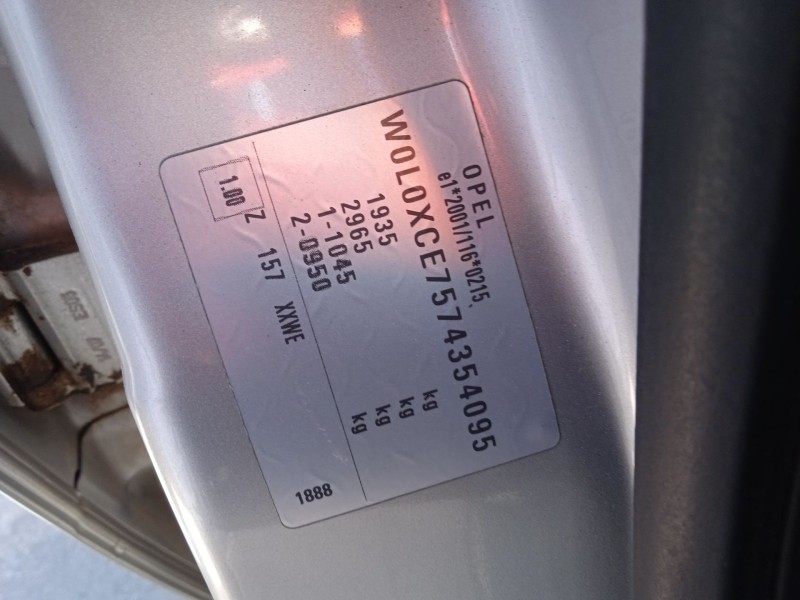 OPEL
e1*2001/116*0215
W0L0XCE7574354095
1935 kg
2965 kg
1-1045 kg
2-0950 kg
1.00 Z 157 XXWE 1888